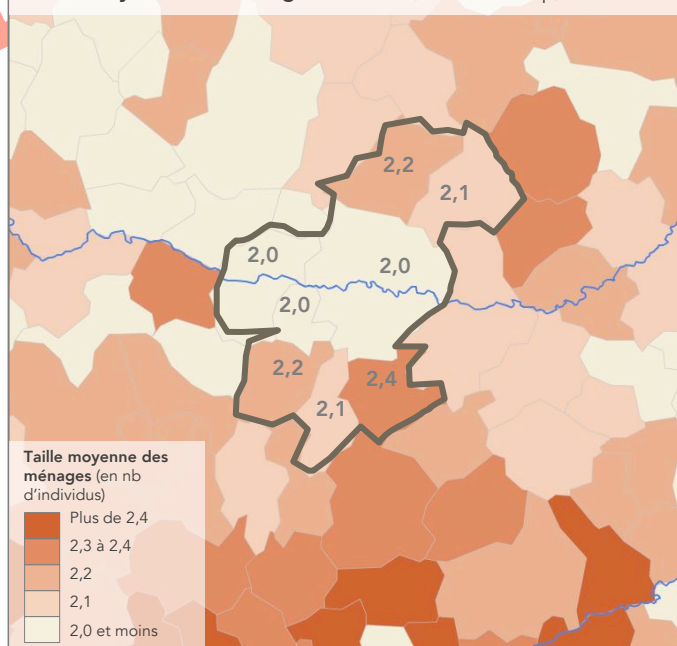 2,2
2,1
2,0
2,0
2,0
2,2
2,4
2,1
Taille moyenne des
ménages (en nb
d'individus)
Plus de 2,4
2,3 à 2,4
2,2
2,1
2,0 et moins